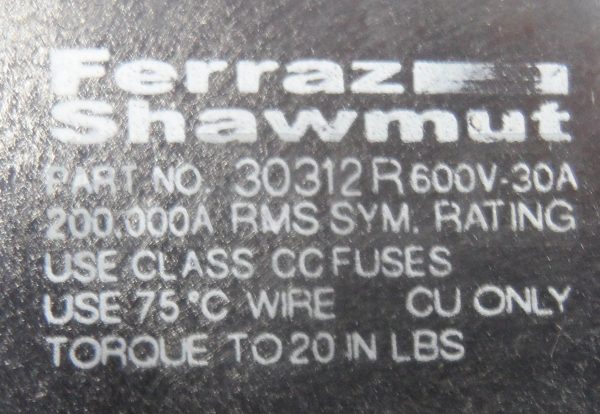 Ferraz
Shawmut
PART NO. 30312R 600V-30A
200,000A RMS SYM. RATING
USE CLASS CC FUSES
USE 75°C WIRE CU ONLY
TORQUE TO 20 IN LBS